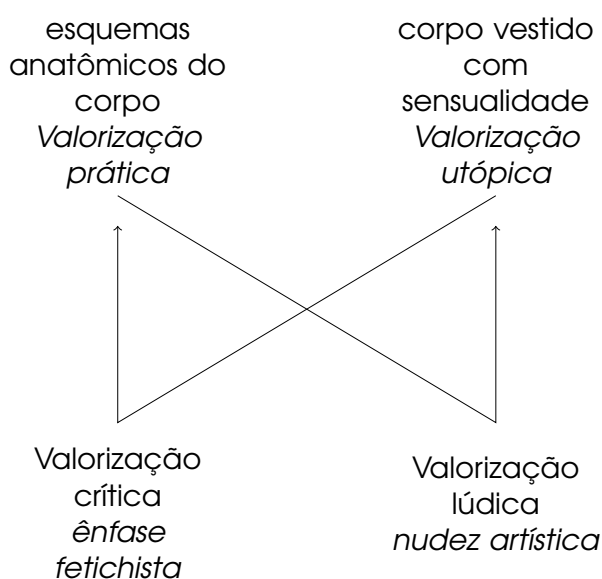 esquemas
anatômicos do
corpo
Valorização
prática
corpo vestido
com
sensualidade
Valorização
utópica
Valorização
crítica
ênfase
fetichista
Valorização
lúdica
nudez artística